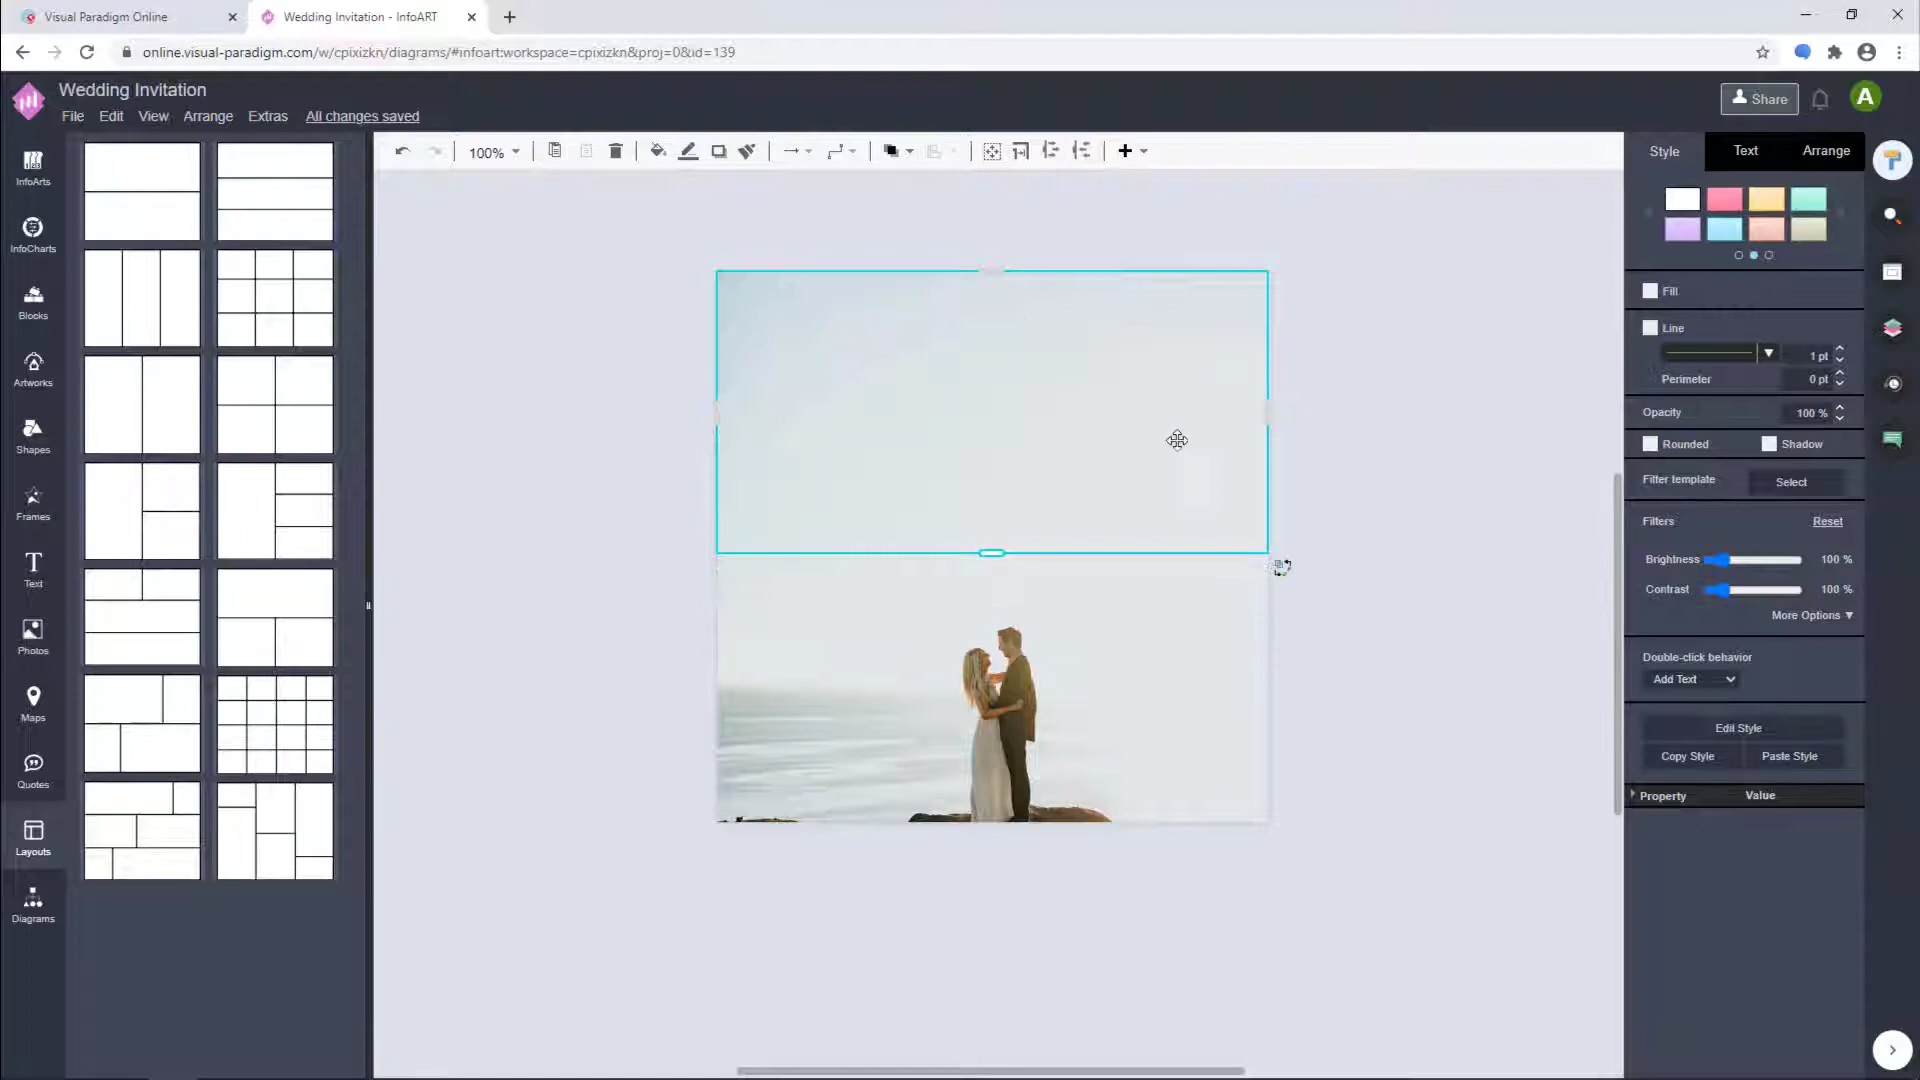 Visual Paradigm Online
Wedding Invitation - InfoART
online.visual-paradigm.com/w/cpixizkn/diagrams/#infoart:workspace=cpixizkn&proj=0&id=139
Wedding Invitation
Share
A
File
Edit
View
Arrange
Extras
All changes saved
100%
Style
Text
Arrange
InfoArts
InfoCharts
Blocks
Artworks
Shapes
Frames
Text
Photos
Maps
Quotes
Layouts
Diagrams
Fill
Line
1 pt
Perimeter
0 pt
Opacity
100 %
Rounded
Shadow
Filter template
Select
Filters
Reset
Brightness
100 %
Contrast
100 %
More Options
Double-click behavior
Add Text
Edit Style
Copy Style
Paste Style
Property
Value